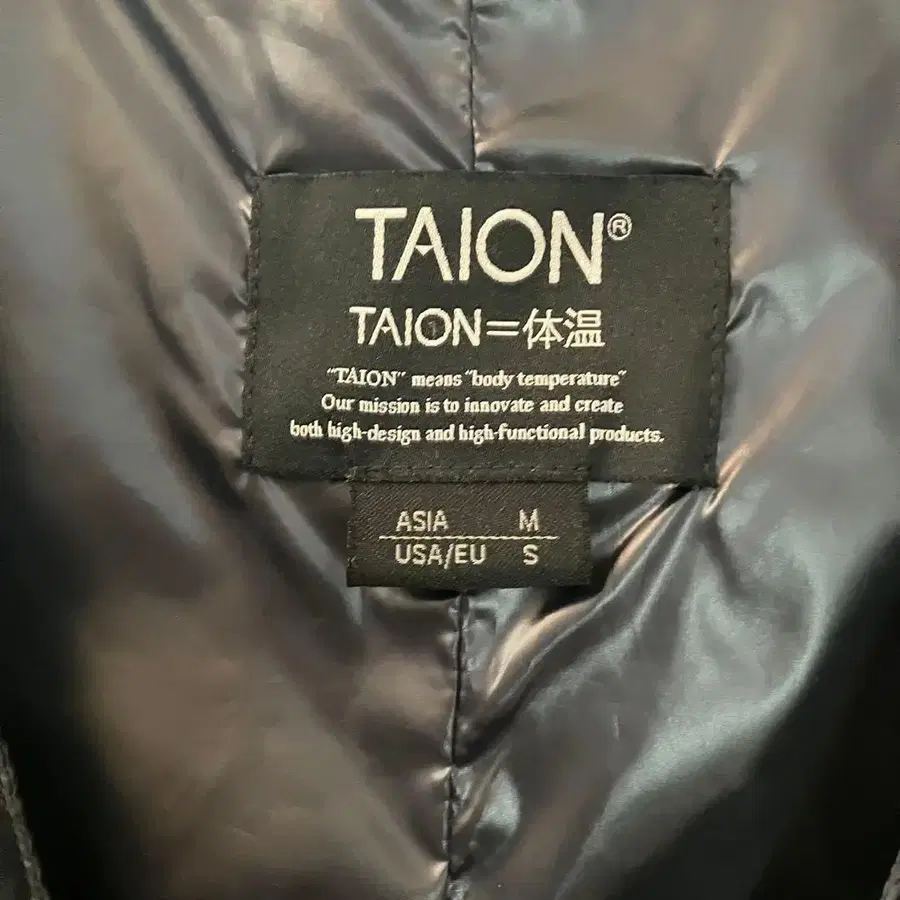 TAION®
TAION=体温
"TAION" means "body temperature"
Our mission is to innovate and create
both high-design and high-functional products.
ASIA M
USA/EU S